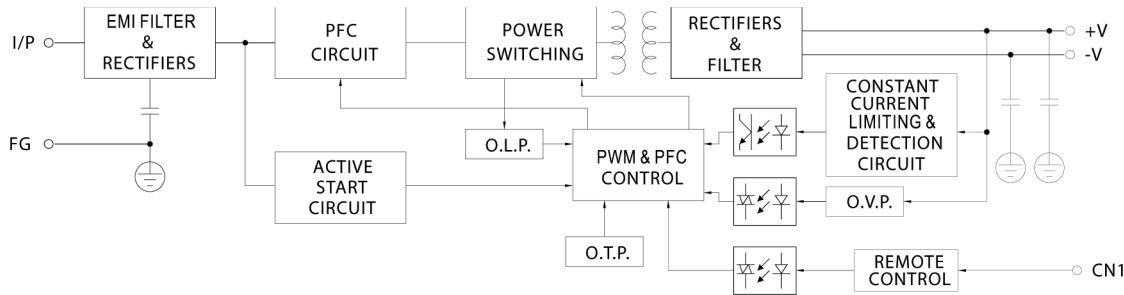 I/P
EMI FILTER
&
RECTIFIERS
PFC
CIRCUIT
POWER
SWITCHING
RECTIFIERS
&
FILTER
+V
-V
FG
O.L.P.
ACTIVE
START
CIRCUIT
PWM & PFC
CONTROL
O.T.P.
CONSTANT
CURRENT
LIMITING &
DETECTION
CIRCUIT
O.V.P.
REMOTE
CONTROL
CN1